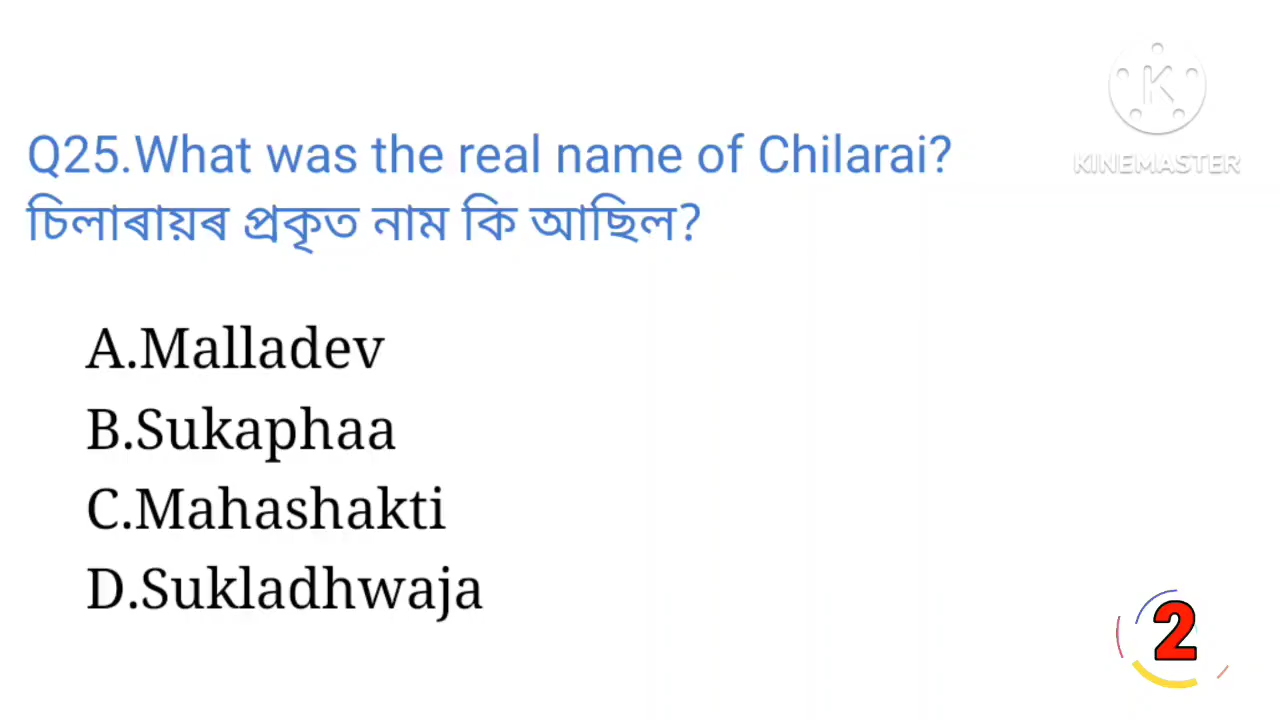 Q25.What was the real name of Chilarai?
চিলাৰায়ৰ প্ৰকৃত নাম কি আছিল?
A.Malladev
B.Sukaphaa
C.Mahashakti
D.Sukladhwaja
K
KINEMASTER
2